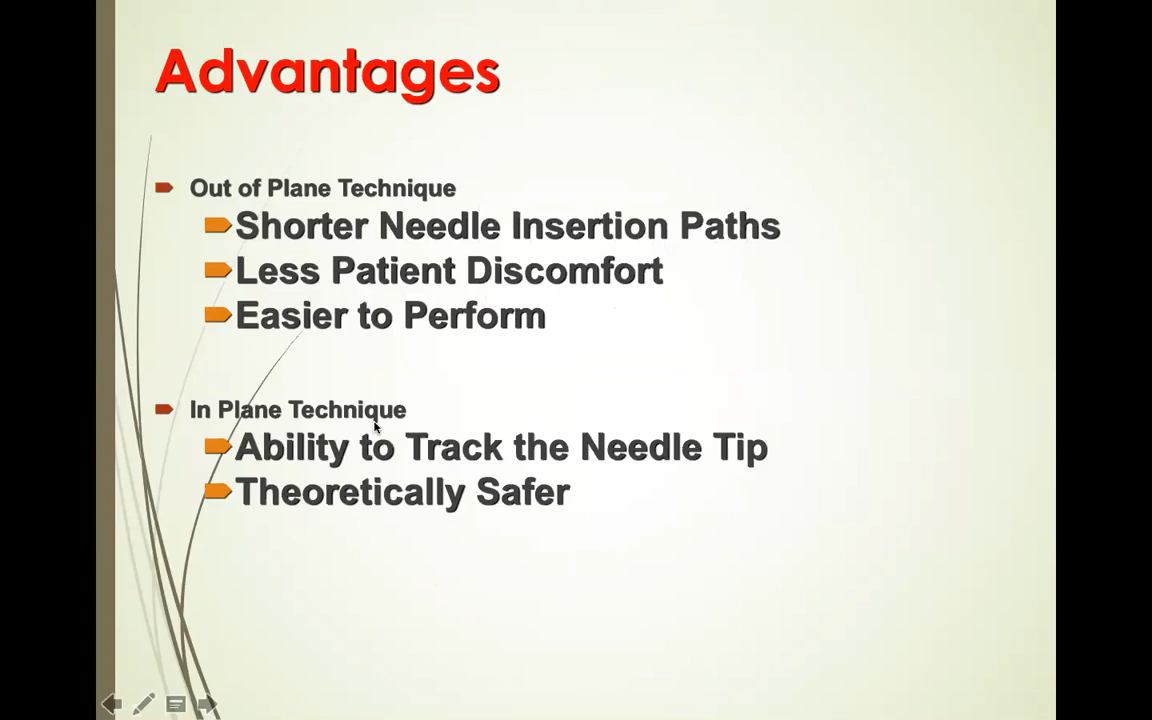 Advantages
Out of Plane Technique
Shorter Needle Insertion Paths
Less Patient Discomfort
Easier to Perform
In Plane Technique
Ability to Track the Needle Tip
Theoretically Safer